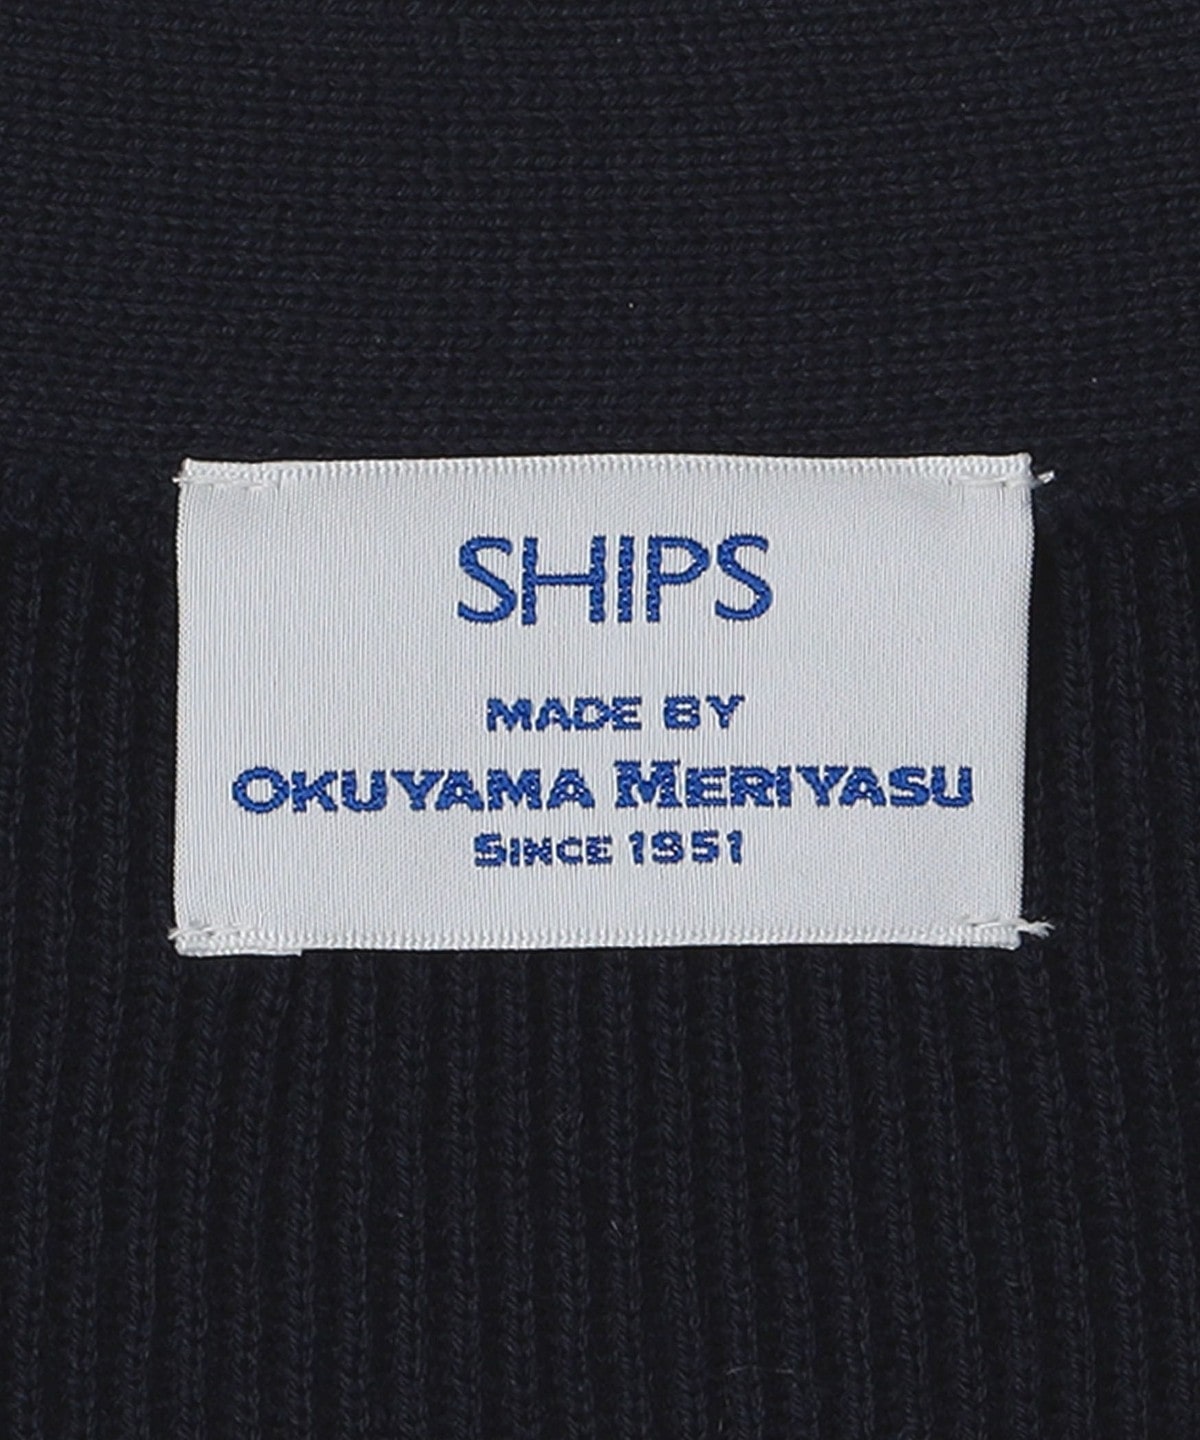 SHIPS
MADE BY
OKUYAMA MERIYASU
SINCE 1951